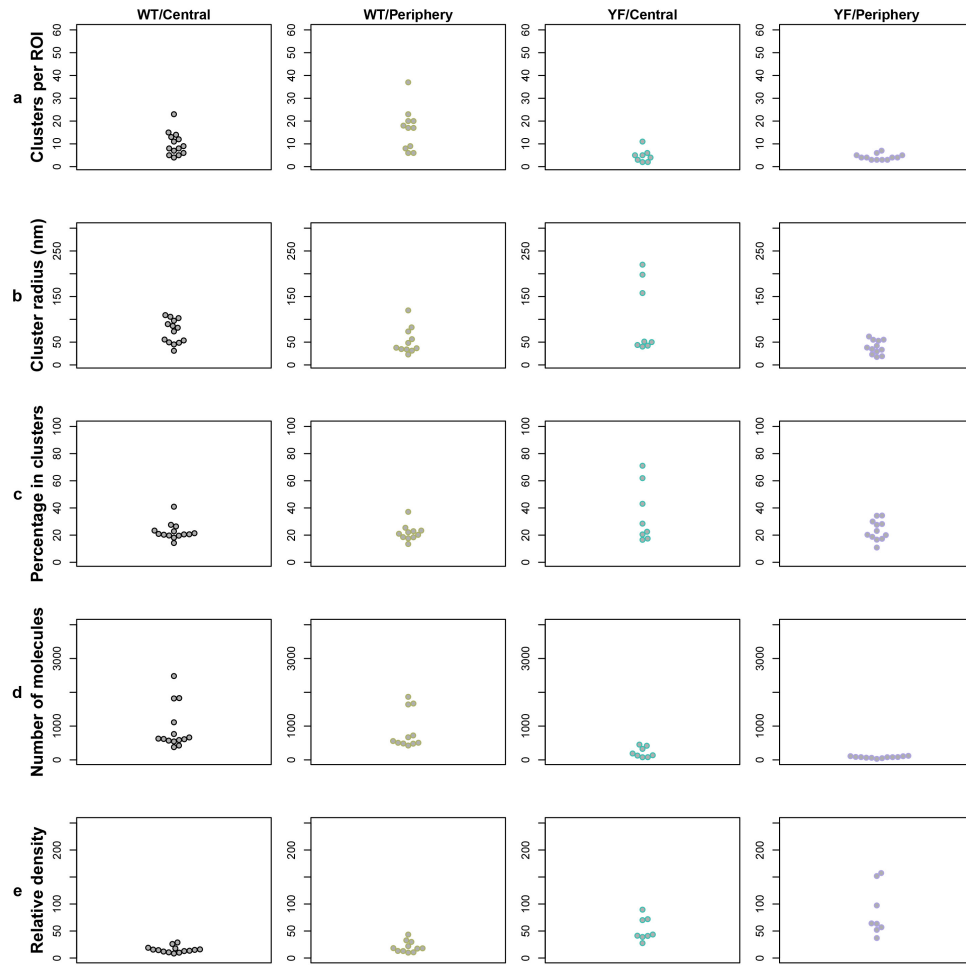 WT/Central WT/Periphery YF/Central YF/Periphery
a
Clusters per ROI
0 10 20 30 40 50 60
0 10 20 30 40 50 60
0 10 20 30 40 50 60
0 10 20 30 40 50 60
b
Cluster radius (nm)
0 50 150 250
0 50 150 250
0 50 150 250
0 50 150 250
c
Percentage in clusters
0 20 40 60 80 100
0 20 40 60 80 100
0 20 40 60 80 100
0 20 40 60 80 100
d
Number of molecules
0 1000 3000
0 1000 3000
0 1000 3000
0 1000 3000
e
Relative density
0 50 100 200
0 50 100 200
0 50 100 200
0 50 100 200